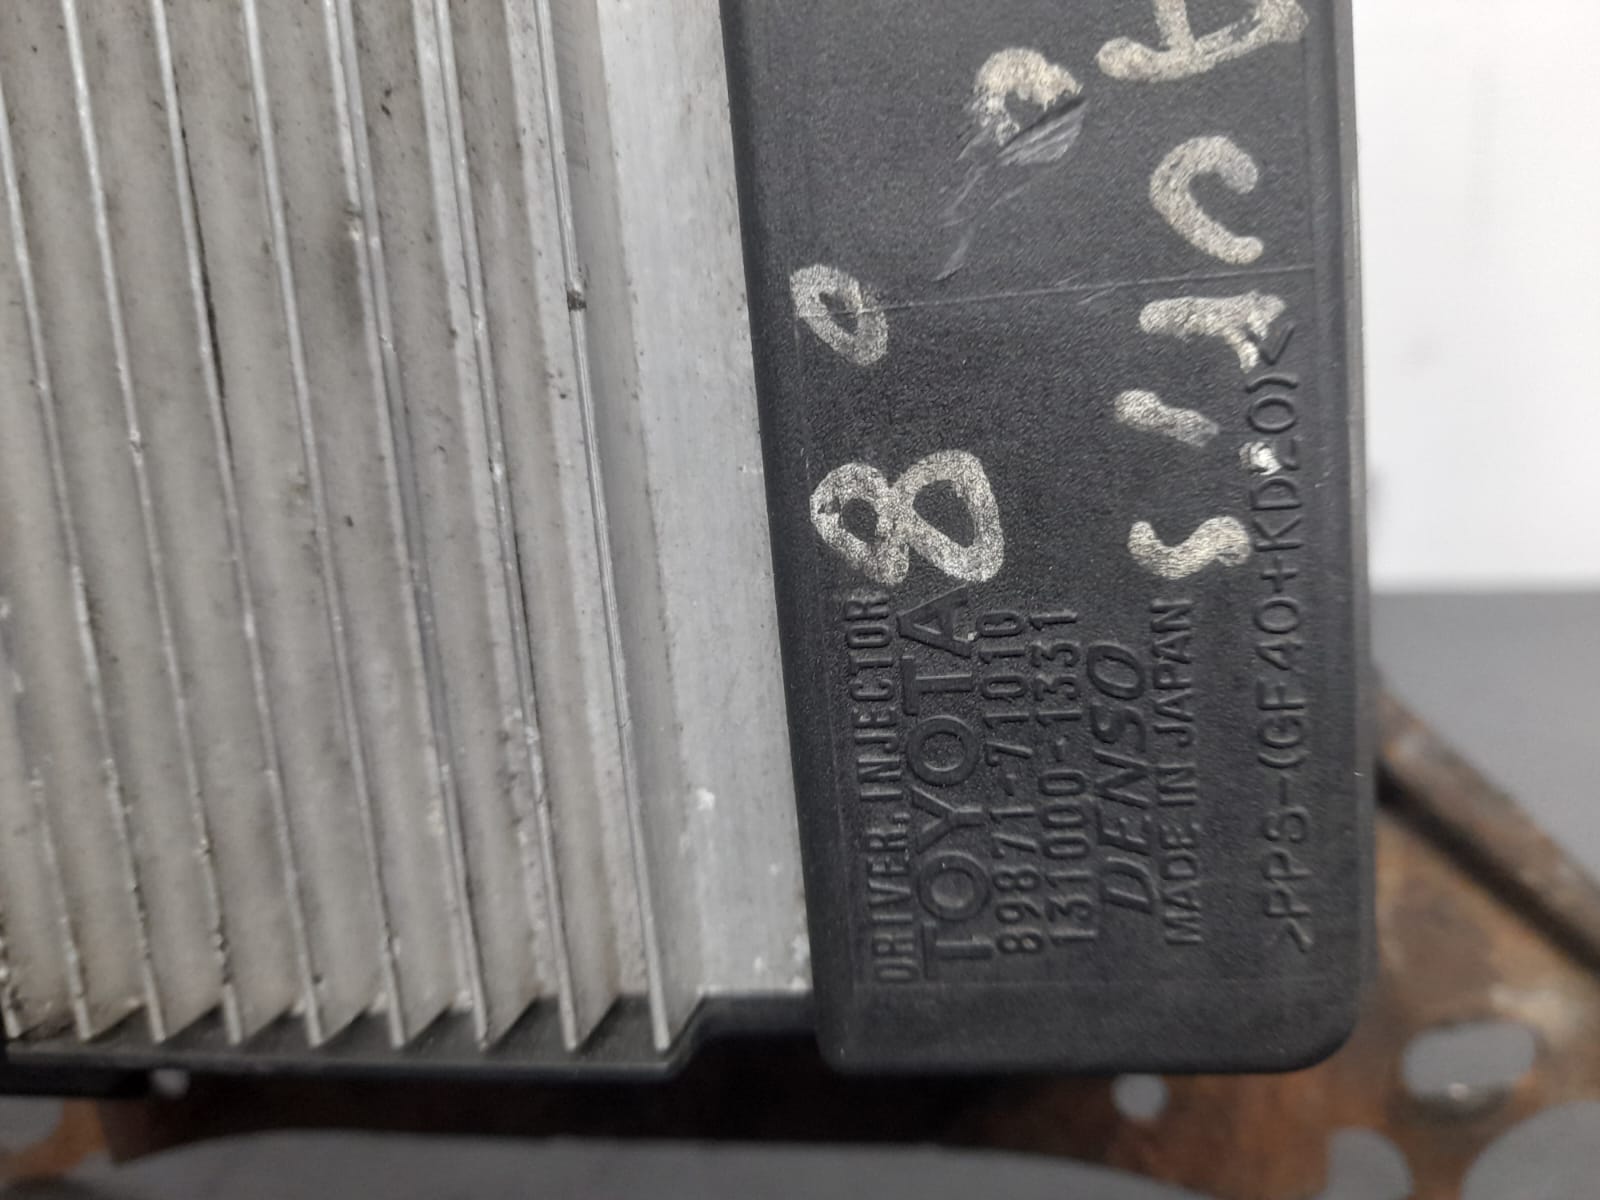 DRIVER.INJECTOR
TOYOTA
89871-71010
131000-1331
DENSO
MADE IN JAPAN
>PPS-(GF40+KD20)<